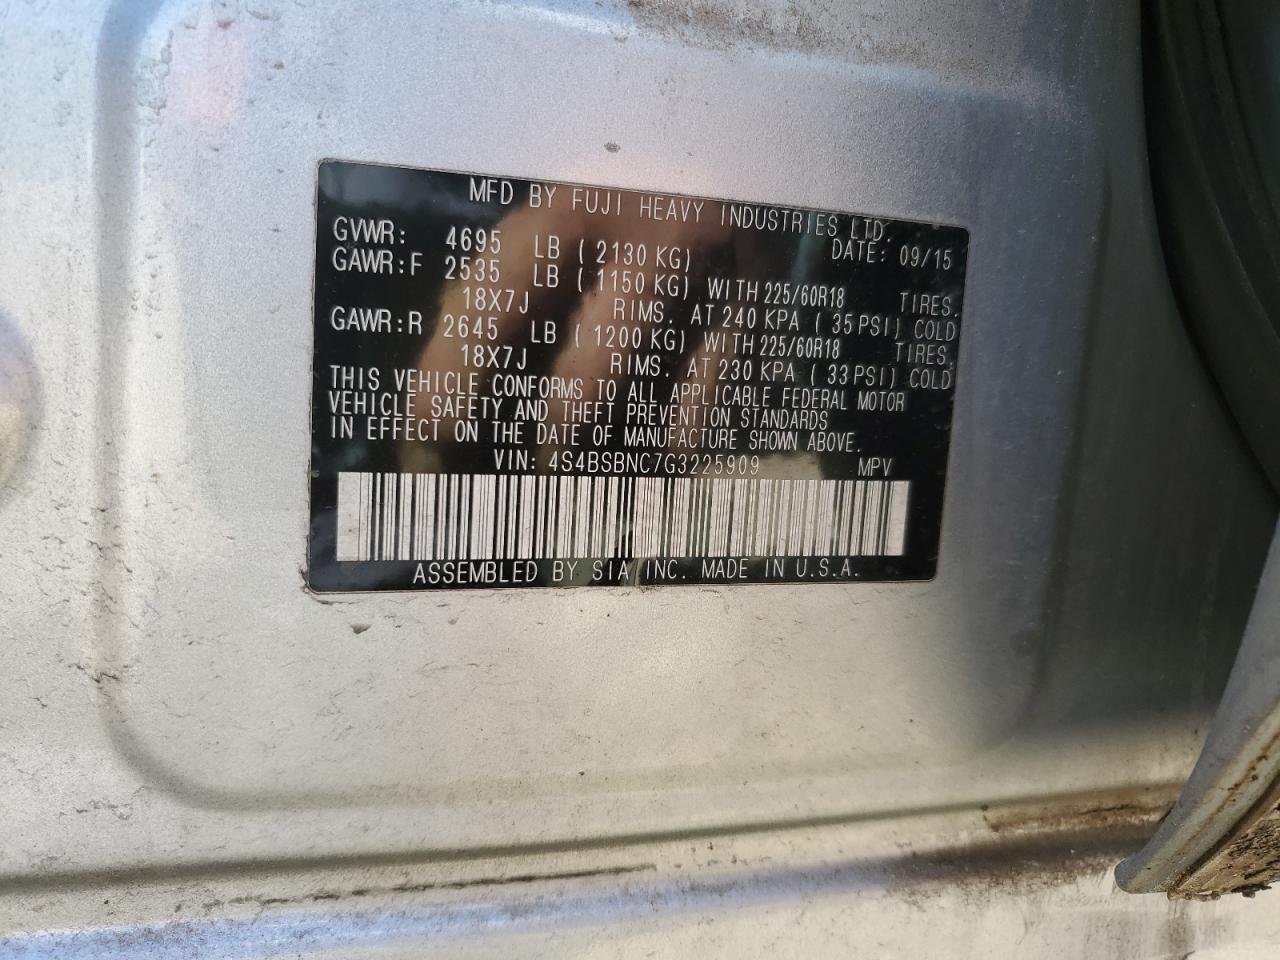 MFD BY FUJI HEAVY INDUSTRIES LTD.
DATE: 09/15
GVWR: 4695 LB ( 2130 KG)
GAWR:F 2535 LB ( 1150 KG) WITH 225/60R18 TIRES.
18X7J RIMS. AT 240 KPA ( 35 PSI) COLD
GAWR:R 2645 LB ( 1200 KG) WITH 225/60R18 TIRES.
18X7J RIMS. AT 230 KPA ( 33 PSI) COLD
THIS VEHICLE CONFORMS TO ALL APPLICABLE FEDERAL MOTOR
VEHICLE SAFETY AND THEFT PREVENTION STANDARDS
IN EFFECT ON THE DATE OF MANUFACTURE SHOWN ABOVE.
VIN: 4S4BSBNC7G3225909 MPV
ASSEMBLED BY SIA INC. MADE IN U.S.A.